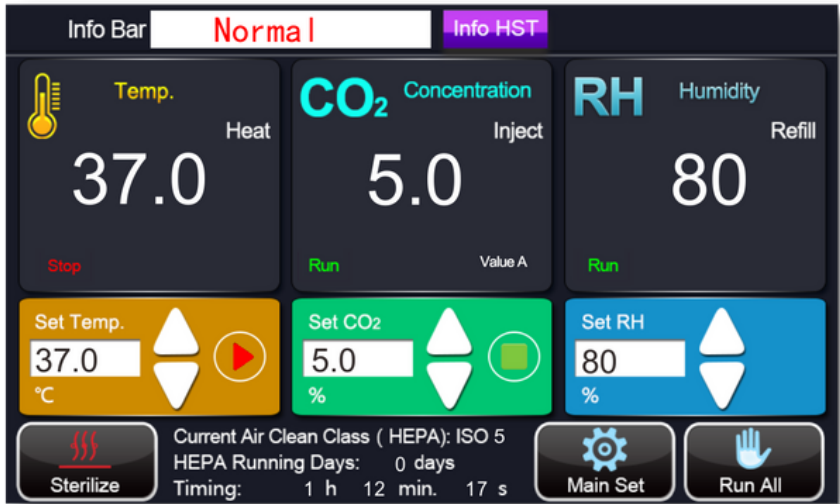 Info Bar Normal Info HST
Temp.
Heat
37.0
Stop
CO₂ Concentration
Inject
5.0
Run Value A
RH Humidity
Refill
80
Run
Set Temp.
37.0
℃
Set CO₂
5.0
%
Set RH
80
%
Sterilize
Current Air Clean Class ( HEPA): ISO 5
HEPA Running Days: 0 days
Timing: 1 h 12 min. 17 s
Main Set
Run All